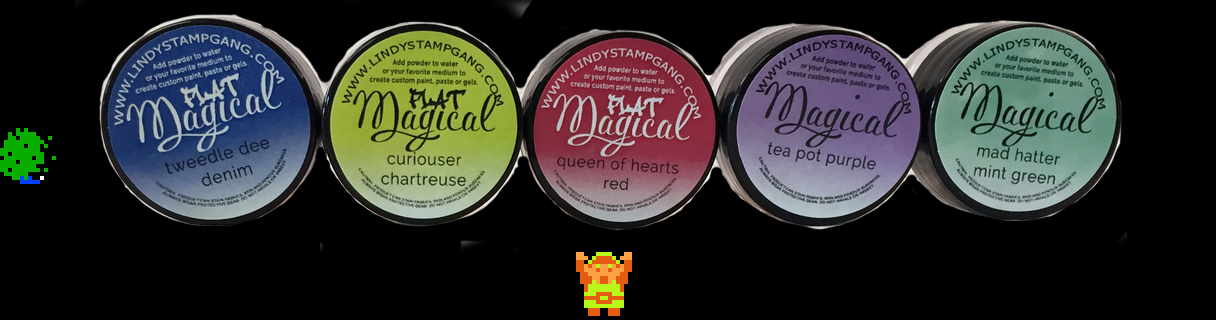 WWW.LINDYSTAMPGANG.COM
Add powder to water
or your favorite medium to
create custom paint, paste or gels.
FLAT
Magical
tweedle dee
denim
WWW.LINDYSTAMPGANG.COM
Add powder to water
or your favorite medium to
create custom paint, paste or gels.
FLAT
Magical
curiouser
chartreuse
WWW.LINDYSTAMPGANG.COM
Add powder to water
or your favorite medium to
create custom paint, paste or gels.
FLAT
Magical
queen of hearts
red
WWW.LINDYSTAMPGANG.COM
Add powder to water
or your favorite medium to
create custom paint, paste or gels.
Magical
tea pot purple
WWW.LINDYSTAMPGANG.COM
Add powder to water
or your favorite medium to
create custom paint, paste or gels.
Magical
mad hatter
mint green